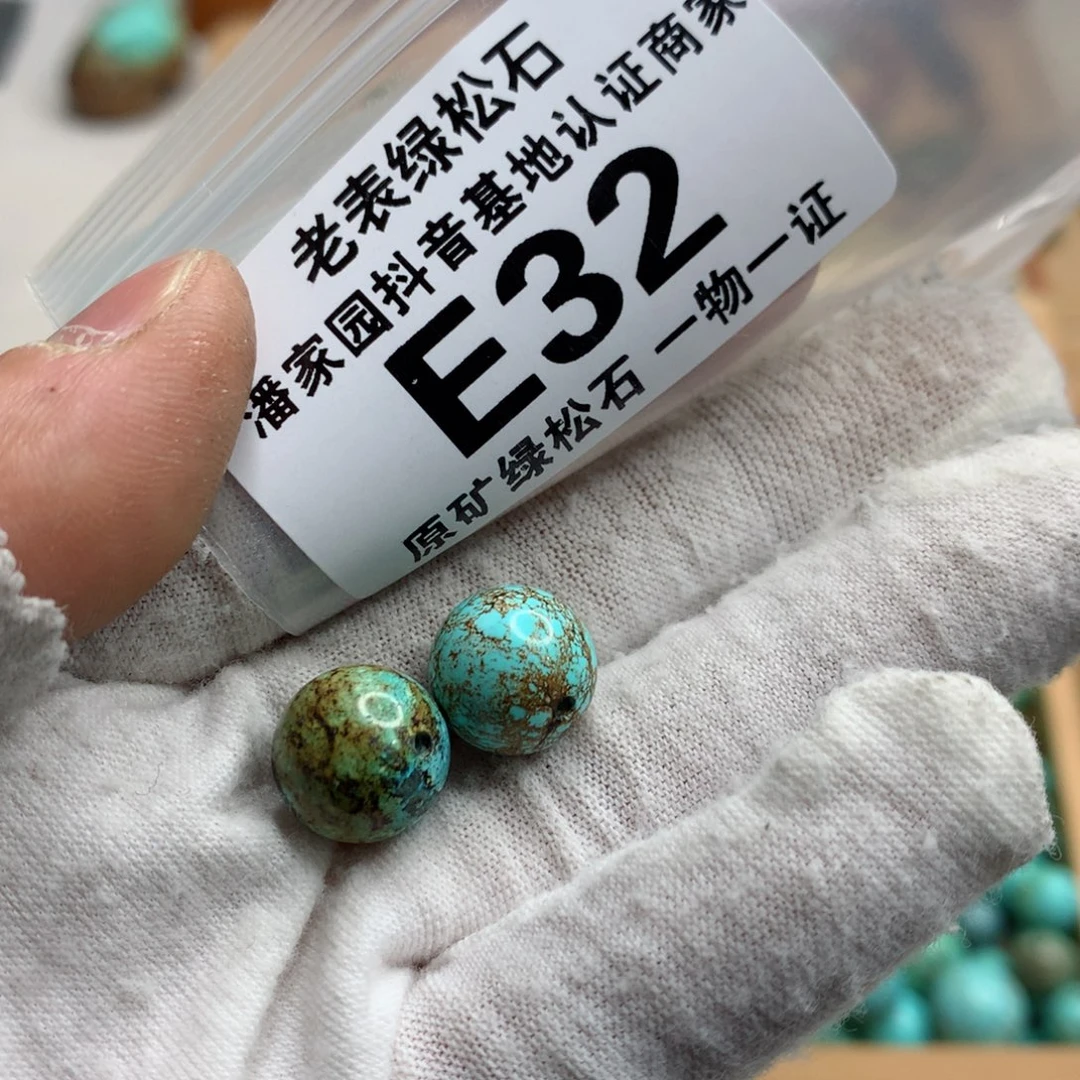 老表绿松石
潘家园抖音基地认证商家
E32
原矿绿松石 一物一证